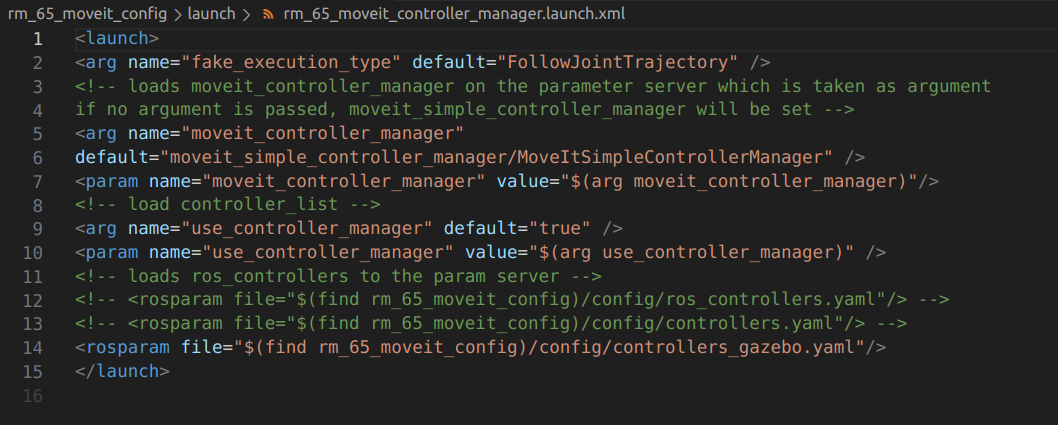 rm_65_moveit_config > launch > rm_65_moveit_controller_manager.launch.xml
1 <launch>
2 <arg name="fake_execution_type" default="FollowJointTrajectory" />
3 <!-- loads moveit_controller_manager on the parameter server which is taken as argument
4 if no argument is passed, moveit_simple_controller_manager will be set -->
5 <arg name="moveit_controller_manager"
6 default="moveit_simple_controller_manager/MoveItSimpleControllerManager" />
7 <param name="moveit_controller_manager" value="$(arg moveit_controller_manager)"/>
8 <!-- load controller_list -->
9 <arg name="use_controller_manager" default="true" />
10 <param name="use_controller_manager" value="$(arg use_controller_manager)" />
11 <!-- loads ros_controllers to the param server -->
12 <!-- <rosparam file="$(find rm_65_moveit_config)/config/ros_controllers.yaml"/> -->
13 <!-- <rosparam file="$(find rm_65_moveit_config)/config/controllers.yaml"/> -->
14 <rosparam file="$(find rm_65_moveit_config)/config/controllers_gazebo.yaml"/>
15 </launch>
16